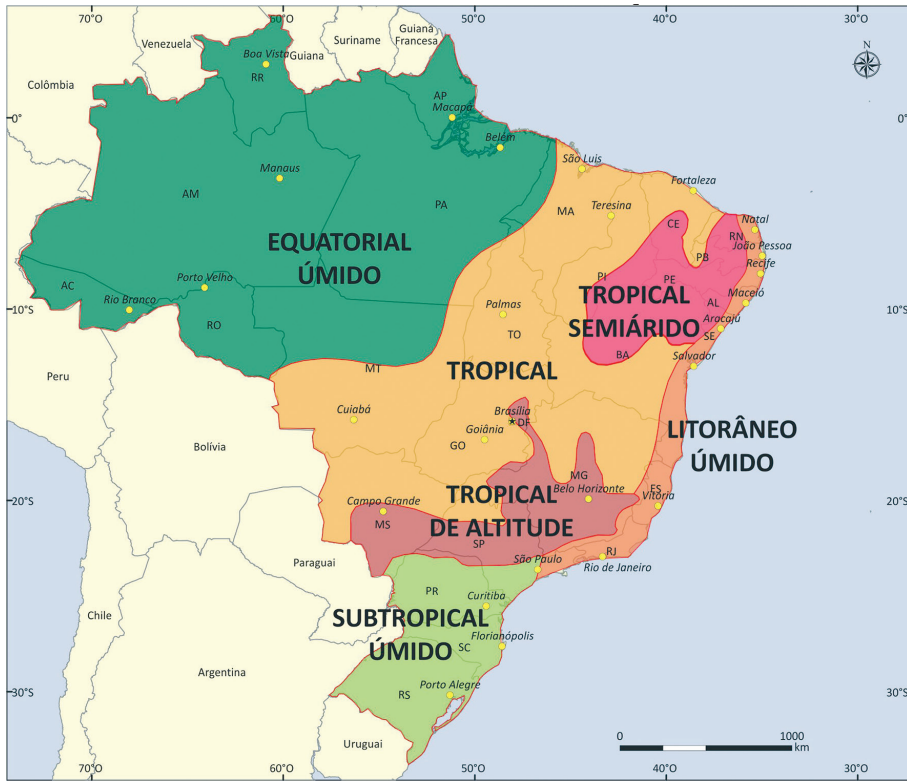 70°O
60°O
50°O
40°O
30°O
Venezuela
Guiana
Suriname
Guiana
Francesa
Colômbia
Boa Vista
RR
AP
Macapá
N
0°
0°
Belém
São Luis
Manaus
Fortaleza
AM
PA
MA
Teresina
CE
Natal
RN
João Pessoa
PB
Recife
EQUATORIAL
ÚMIDO
Porto Velho
PI
PE
AC
Rio Branco
TROPICAL
SEMIÁRIDO
AL
Maceió
Palmas
10°S
10°S
RO
TO
Aracajú
SE
BA
Salvador
Peru
MT
TROPICAL
Cuiabá
Brasília
DF
Goiânia
GO
LITORÂNEO
ÚMIDO
Bolívia
MG
Belo Horizonte
ES
Vitória
20°S
20°S
Campo Grande
MS
TROPICAL
DE ALTITUDE
SP
RJ
São Paulo
Rio de Janeiro
Paraguai
PR
Curitiba
Chile
SUBTROPICAL
ÚMIDO
Florianópolis
SC
Argentina
Porto Alegre
RS
30°S
30°S
Uruguai
0
1000
km
70°O
60°O
50°O
40°O
30°O